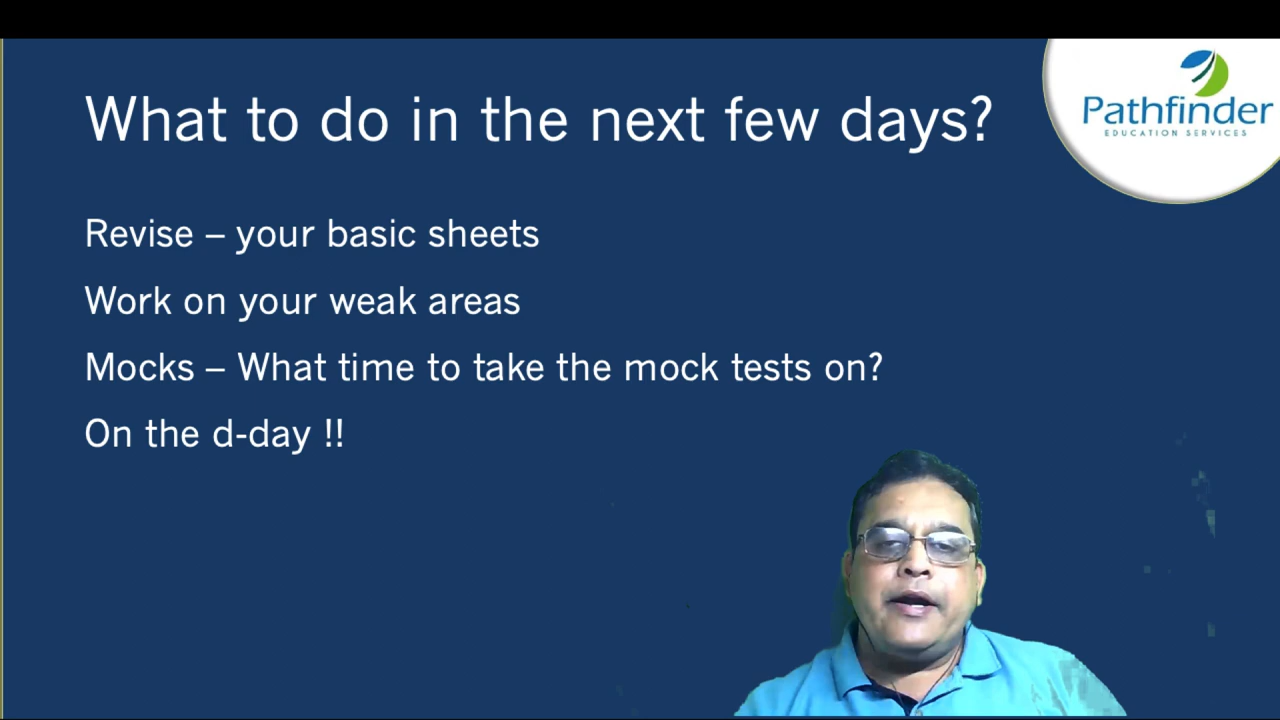 What to do in the next few days?
Pathfinder
EDUCATION SERVICES
Revise – your basic sheets
Work on your weak areas
Mocks – What time to take the mock tests on?
On the d-day !!